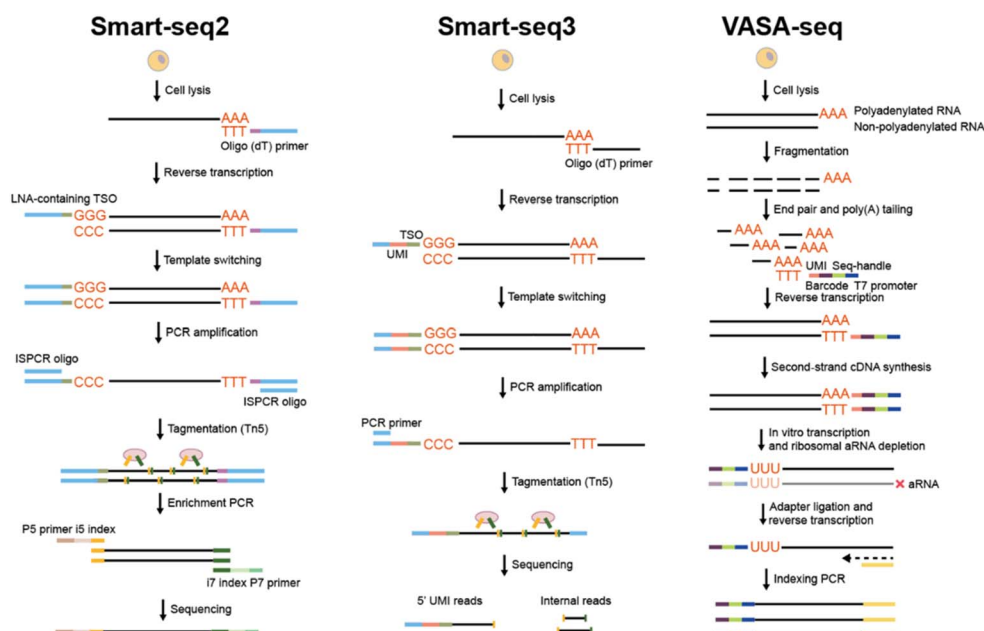 Smart-seq2
Cell lysis
AAA
TTT
Oligo (dT) primer
Reverse transcription
LNA-containing TSO
GGG AAA
CCC TTT
Template switching
GGG AAA
CCC TTT
PCR amplification
ISPCR oligo
CCC TTT
ISPCR oligo
Tagmentation (Tn5)
Enrichment PCR
P5 primer i5 index
i7 index P7 primer
Sequencing
Smart-seq3
Cell lysis
AAA
TTT
Oligo (dT) primer
Reverse transcription
TSO
GGG AAA
UMI
CCC TTT
Template switching
GGG AAA
CCC TTT
PCR amplification
PCR primer
CCC TTT
Tagmentation (Tn5)
Sequencing
5' UMI reads Internal reads
VASA-seq
Cell lysis
AAA Polyadenylated RNA
Non-polyadenylated RNA
Fragmentation
AAA
End pair and poly(A) tailing
AAA
AAA
AAA
AAA
AAA UMI Seq-handle
TTT
Barcode T7 promoter
Reverse transcription
AAA
TTT
Second-strand cDNA synthesis
AAA
TTT
In vitro transcription
and ribosomal aRNA depletion
UUU
UUU aRNA
Adapter ligation and
reverse transcription
UUU
Indexing PCR